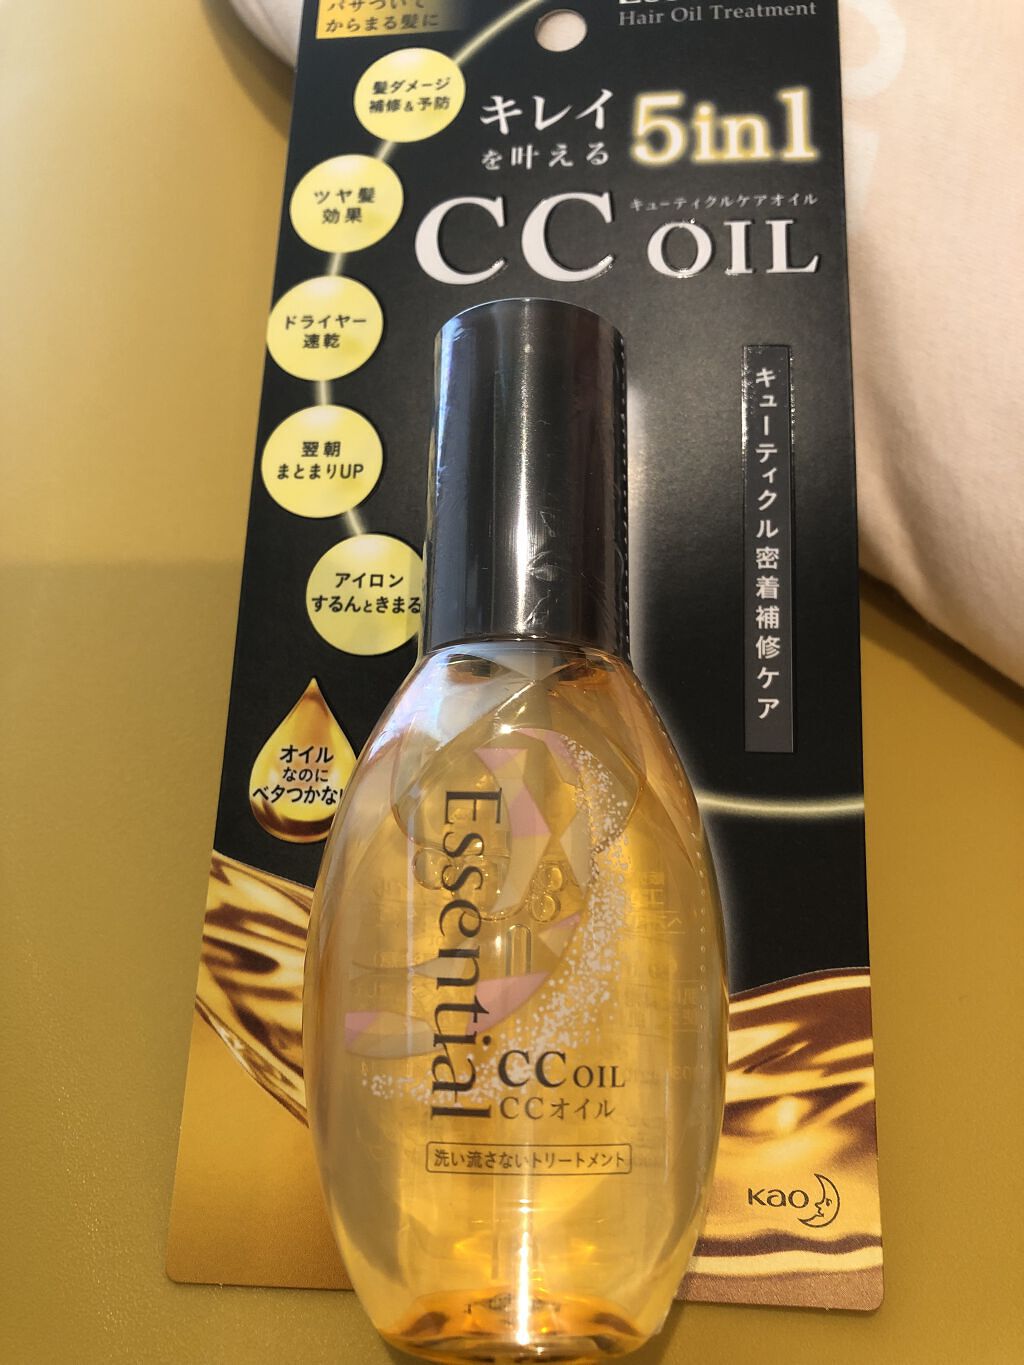 パサついて
からまる髪に
Hair Oil Treatment
髪ダメージ
補修&予防
キレイ
を叶える
5in1
ツヤ髪
効果
キューティクルケアオイル
CC OIL
ドライヤー
速乾
翌朝
まとまりUP
アイロン
するんときまる
キューティクル密着補修ケア
オイル
なのに
ベタつかない
Essential
CC OIL
CCオイル
洗い流さないトリートメント
Kao